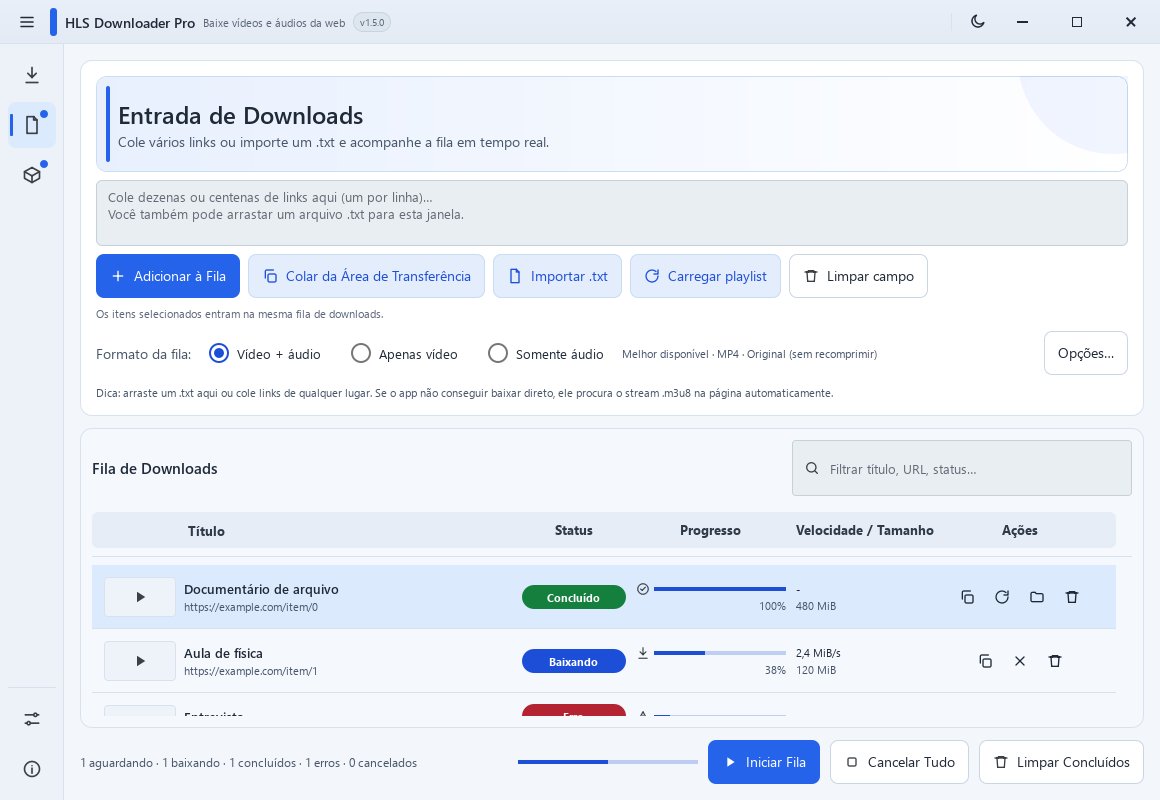 HLS Downloader Pro Baixe vídeos e áudios da web v1.5.0
Entrada de Downloads
Cole vários links ou importe um .txt e acompanhe a fila em tempo real.
Cole dezenas ou centenas de links aqui (um por linha)...
Você também pode arrastar um arquivo .txt para esta janela.
Adicionar à Fila Colar da Área de Transferência Importar .txt Carregar playlist Limpar campo
Os itens selecionados entram na mesma fila de downloads.
Formato da fila: Vídeo + áudio Apenas vídeo Somente áudio Melhor disponível · MP4 · Original (sem recomprimir) Opções...
Dica: arraste um .txt aqui ou cole links de qualquer lugar. Se o app não conseguir baixar direto, ele procura o stream .m3u8 na página automaticamente.
Fila de Downloads Filtrar título, URL, status...
Título Status Progresso Velocidade / Tamanho Ações
Documentário de arquivo
https://example.com/item/0
Concluído
100%
-
480 MiB
Aula de física
https://example.com/item/1
Baixando
38%
2,4 MiB/s
120 MiB
Entrevista
Erro
1 aguardando · 1 baixando · 1 concluídos · 1 erros · 0 cancelados Iniciar Fila Cancelar Tudo Limpar Concluídos